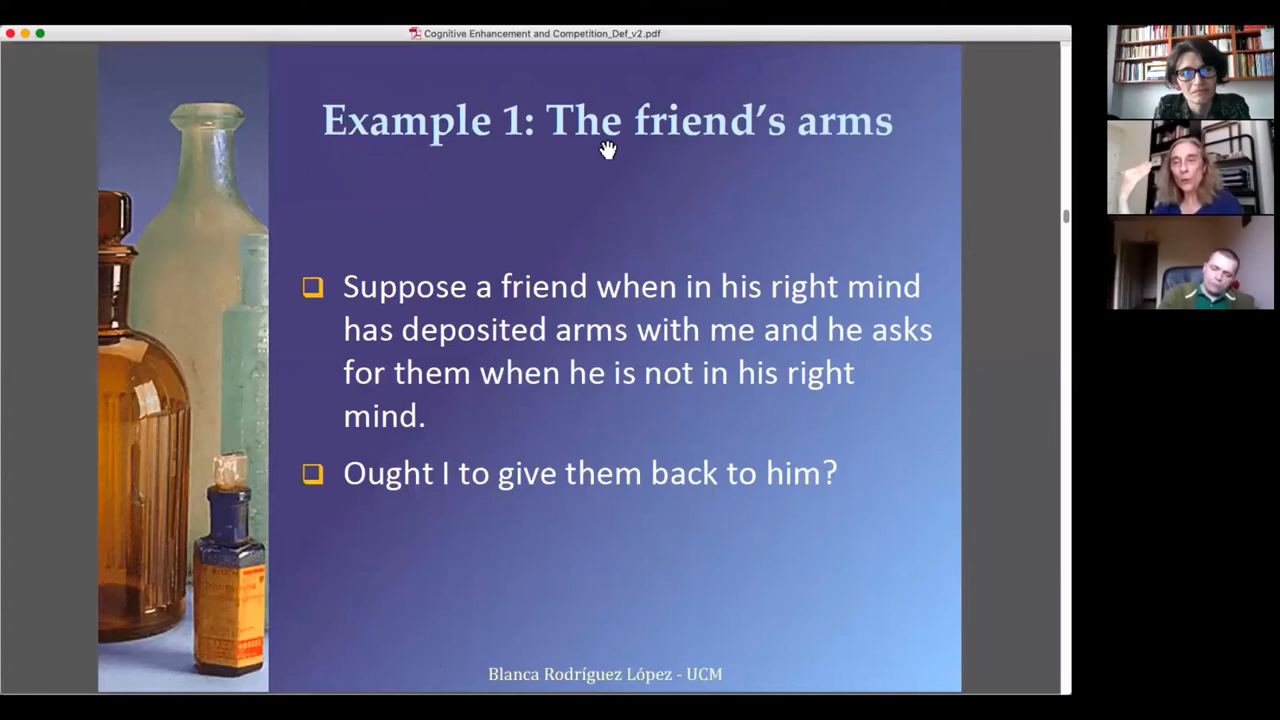 Cognitive Enhancement and Competition_Def_v2.pdf
Example 1: The friend's arms
Suppose a friend when in his right mind
has deposited arms with me and he asks
for them when he is not in his right
mind.
Ought I to give them back to him?
Blanca Rodríguez López - UCM